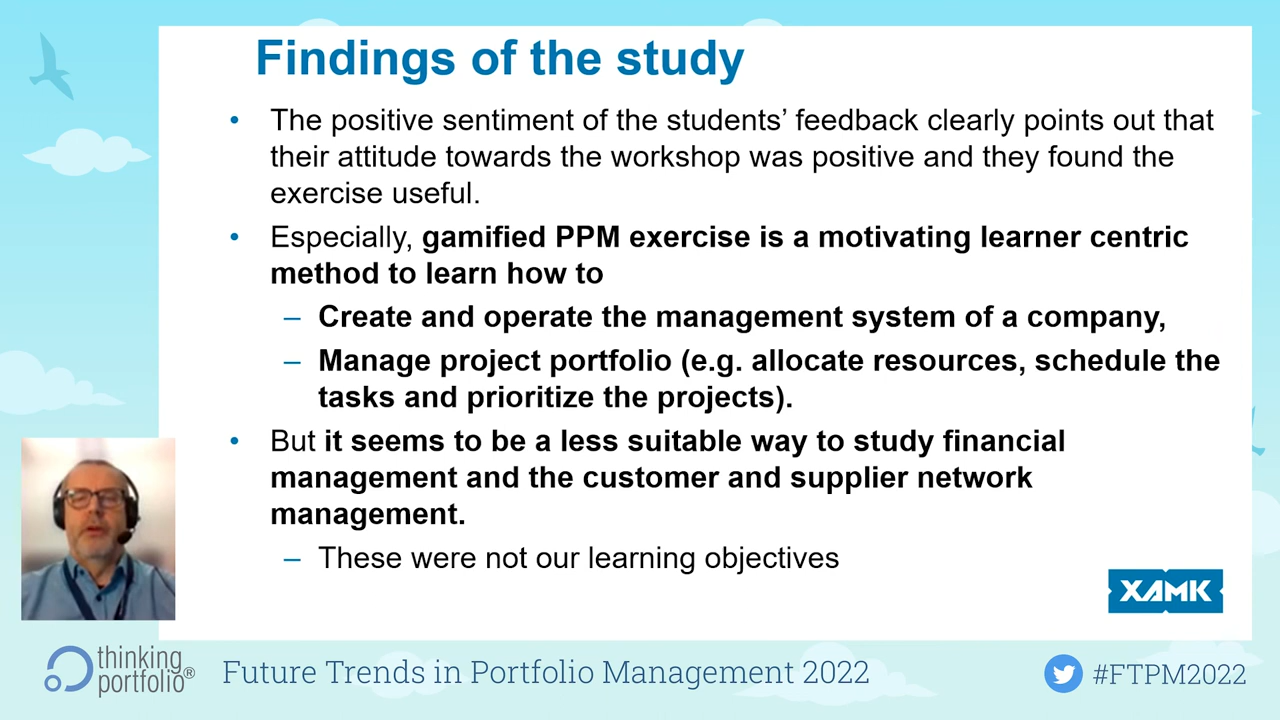 Findings of the study
• The positive sentiment of the students’ feedback clearly points out that
their attitude towards the workshop was positive and they found the
exercise useful.
• Especially, gamified PPM exercise is a motivating learner centric
method to learn how to
– Create and operate the management system of a company,
– Manage project portfolio (e.g. allocate resources, schedule the
tasks and prioritize the projects).
• But it seems to be a less suitable way to study financial
management and the customer and supplier network
management.
– These were not our learning objectives
XAMK
thinking
portfolio®
Future Trends in Portfolio Management 2022
#FTPM2022